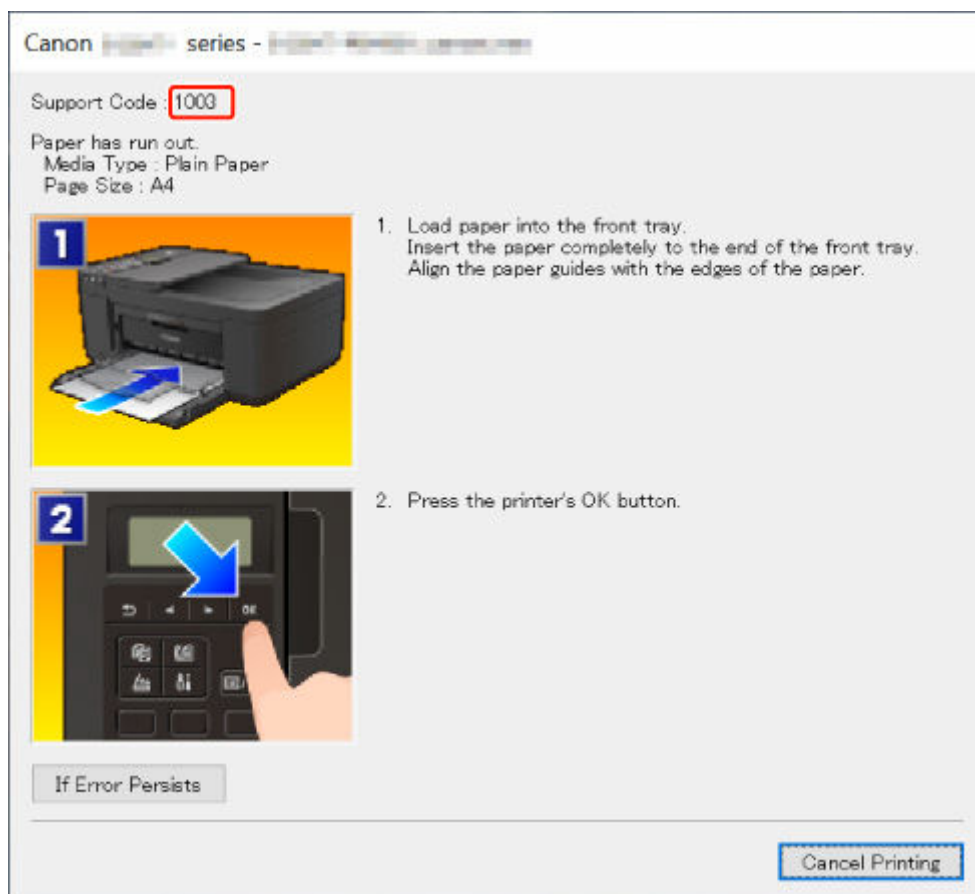 Canon series -
Support Code : 1003
Paper has run out.
Media Type : Plain Paper
Page Size : A4
1
1. Load paper into the front tray.
Insert the paper completely to the end of the front tray.
Align the paper guides with the edges of the paper.
2
2. Press the printer's OK button.
OK
If Error Persists
Cancel Printing